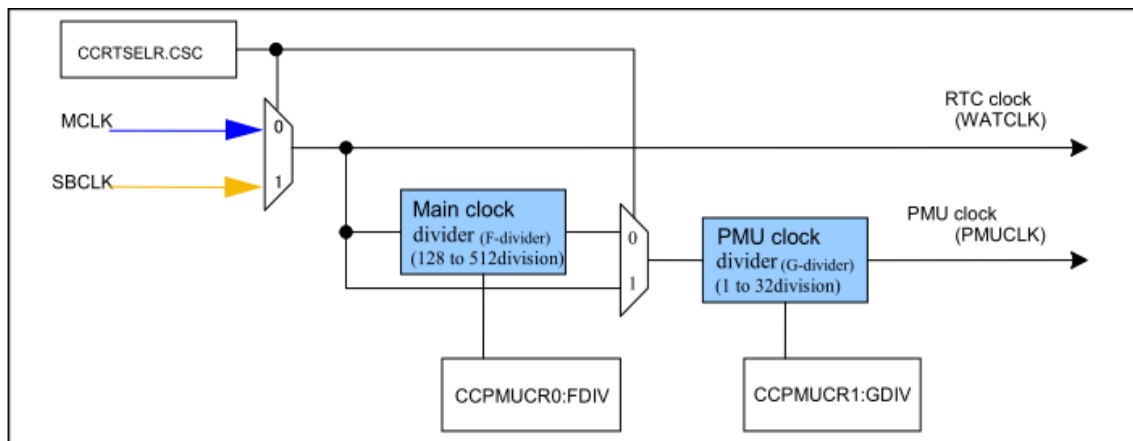 CCRTSELR.CSC
MCLK
SBCLK
0
1
RTC clock
(WATCLK)
Main clock
divider (F-divider)
(128 to 512division)
0
1
PMU clock
divider (G-divider)
(1 to 32division)
PMU clock
(PMUCLK)
CCPMUCR0:FDIV
CCPMUCR1:GDIV